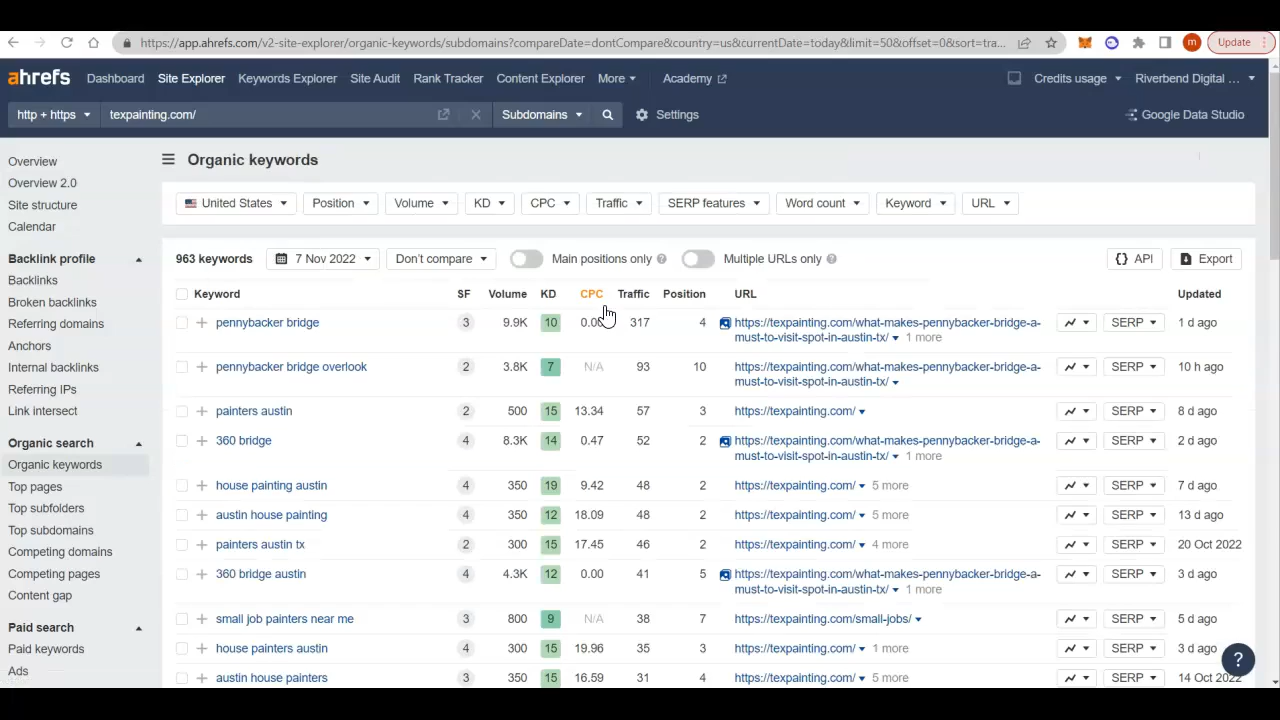 https://app.ahrefs.com/v2-site-explorer/organic-keywords/subdomains?compareDate=dontCompare&country=us&currentDate=today&limit=50&offset=0&sort=tra... m Update
ahrefs Dashboard Site Explorer Keywords Explorer Site Audit Rank Tracker Content Explorer More Academy Credits usage Riverbend Digital ...
http + https texpainting.com/ Subdomains Settings Google Data Studio
Overview
Overview 2.0
Site structure
Calendar
Backlink profile
Backlinks
Broken backlinks
Referring domains
Anchors
Internal backlinks
Referring IPs
Link intersect
Organic search
Organic keywords
Top pages
Top subfolders
Top subdomains
Competing domains
Competing pages
Content gap
Paid search
Paid keywords
Ads
Organic keywords
United States Position Volume KD CPC Traffic SERP features Word count Keyword URL
963 keywords 7 Nov 2022 Don't compare Main positions only ? Multiple URLs only ? {} API Export
Keyword SF Volume KD CPC Traffic Position URL Updated
+ pennybacker bridge 3 9.9K 10 0.00 317 4 https://texpainting.com/what-makes-pennybacker-bridge-a- SERP 1 d ago
must-to-visit-spot-in-austin-tx/ 1 more
+ pennybacker bridge overlook 2 3.8K 7 N/A 93 10 https://texpainting.com/what-makes-pennybacker-bridge-a- SERP 10 h ago
must-to-visit-spot-in-austin-tx/
+ painters austin 2 500 15 13.34 57 3 https://texpainting.com/ SERP 8 d ago
+ 360 bridge 4 8.3K 14 0.47 52 2 https://texpainting.com/what-makes-pennybacker-bridge-a- SERP 2 d ago
must-to-visit-spot-in-austin-tx/ 1 more
+ house painting austin 4 350 19 9.42 48 2 https://texpainting.com/ 5 more SERP 7 d ago
+ austin house painting 4 350 12 18.09 48 2 https://texpainting.com/ 5 more SERP 13 d ago
+ painters austin tx 2 300 15 17.45 46 2 https://texpainting.com/ 4 more SERP 20 Oct 2022
+ 360 bridge austin 4 4.3K 12 0.00 41 5 https://texpainting.com/what-makes-pennybacker-bridge-a- SERP 3 d ago
must-to-visit-spot-in-austin-tx/ 1 more
+ small job painters near me 3 800 9 N/A 38 7 https://texpainting.com/small-jobs/ SERP 5 d ago
+ house painters austin 4 300 15 19.96 35 3 https://texpainting.com/ 1 more SERP 7 d ago
+ austin house painters 3 350 15 16.59 31 4 https://texpainting.com/ 5 more SERP 14 Oct 2022
?